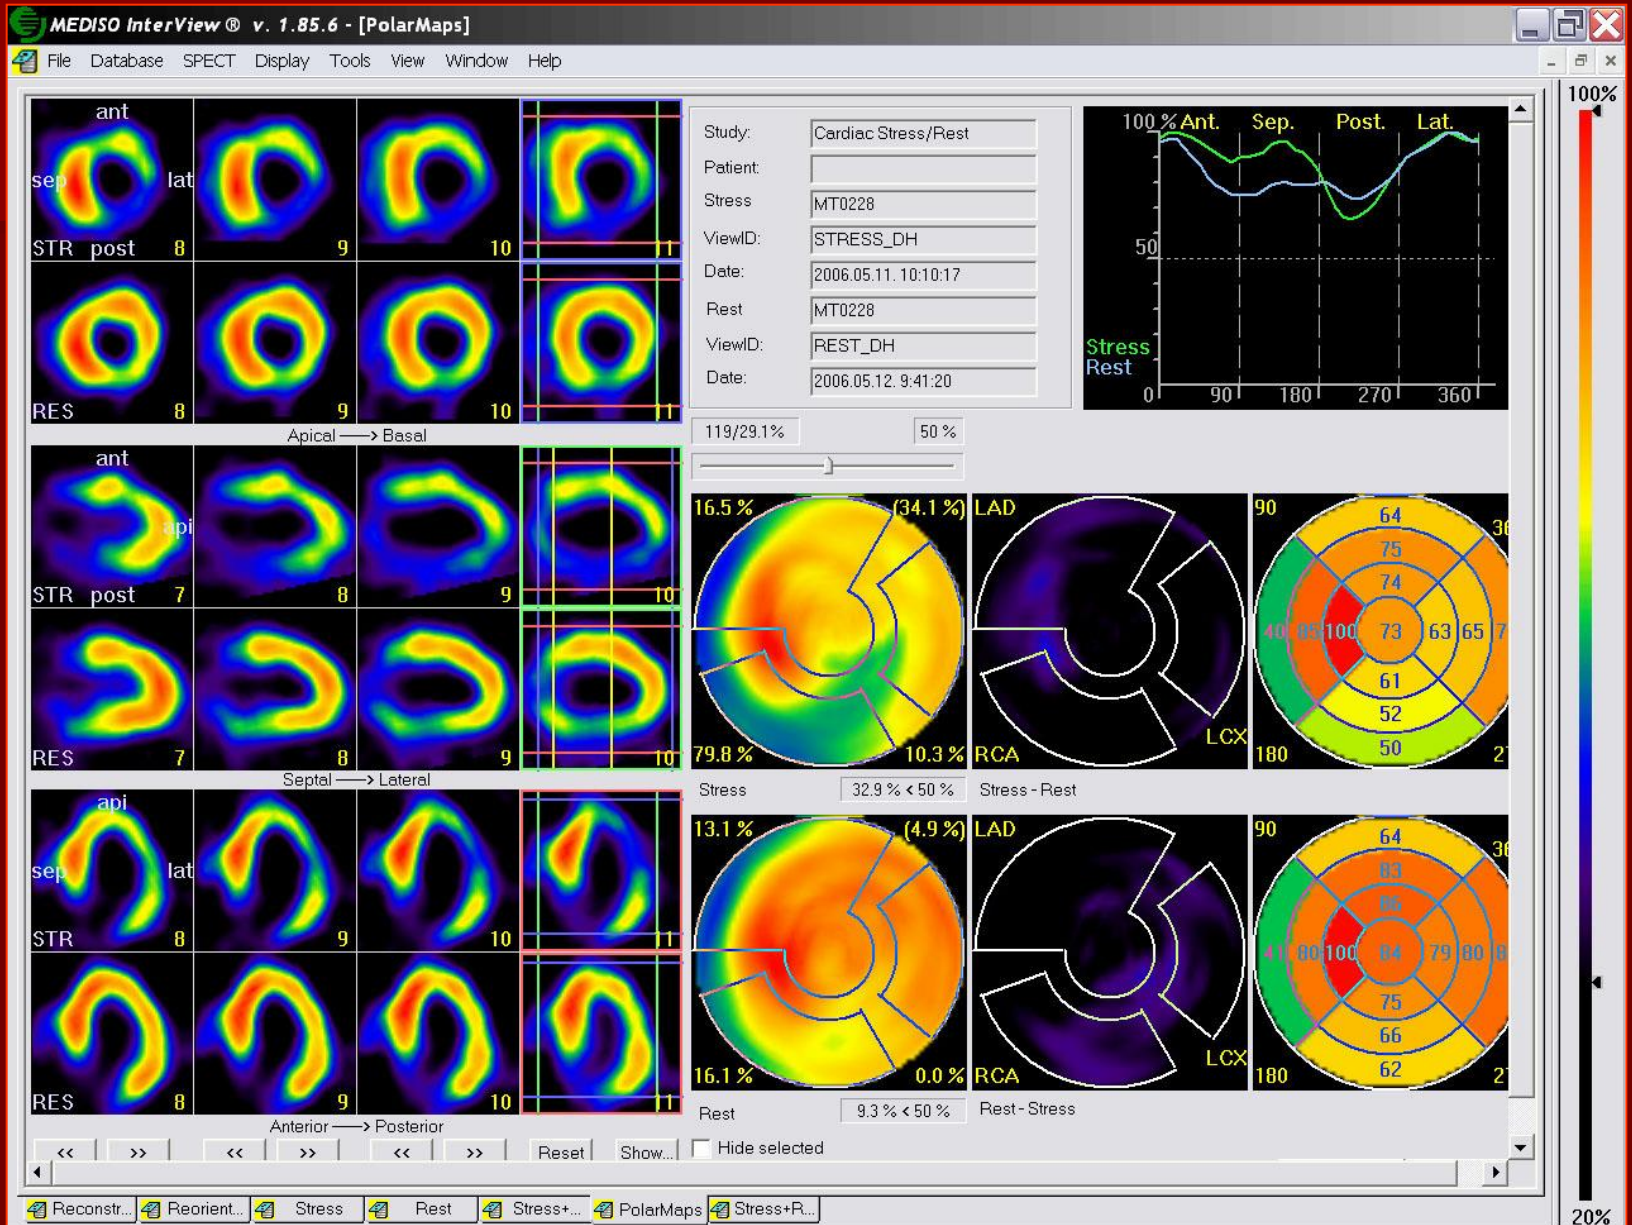 MEDISO InterView ® v. 1.85.6 - [PolarMaps]
File Database SPECT Display Tools View Window Help
ant
sep lat
STR post 8 9 10 11
RES 8 9 10 11
Apical ⟶ Basal
ant
api
STR post 7 8 9 10
RES 7 8 9 10
Septal ⟶ Lateral
api
sep lat
STR 8 9 10 11
RES 8 9 10 11
Anterior ⟶ Posterior
<< >> << >> << >> Reset Show...
Study: Cardiac Stress/Rest
Patient:
Stress MT0228
ViewID: STRESS_DH
Date: 2006.05.11. 10:10:17
Rest MT0228
ViewID: REST_DH
Date: 2006.05.12. 9:41:20
100 % Ant. Sep. Post. Lat.
50
Stress
Rest
0 90 180 270 360
119/29.1% 50 %
16.5 % (34.1 %) LAD 90
64
75
74
40 85 100 73 63 65 7
61
52
50
79.8 % 10.3 % RCA LCX 180 2
Stress 32.9 % < 50 % Stress - Rest
13.1 % (4.9 %) LAD 90
64
83
86
41 80 100 84 79 80 8
75
66
62
16.1 % 0.0 % RCA LCX 180 2
Rest 9.3 % < 50 % Rest - Stress
Hide selected
100%
20%
Reconstr... Reorient... Stress Rest Stress+... PolarMaps Stress+R...